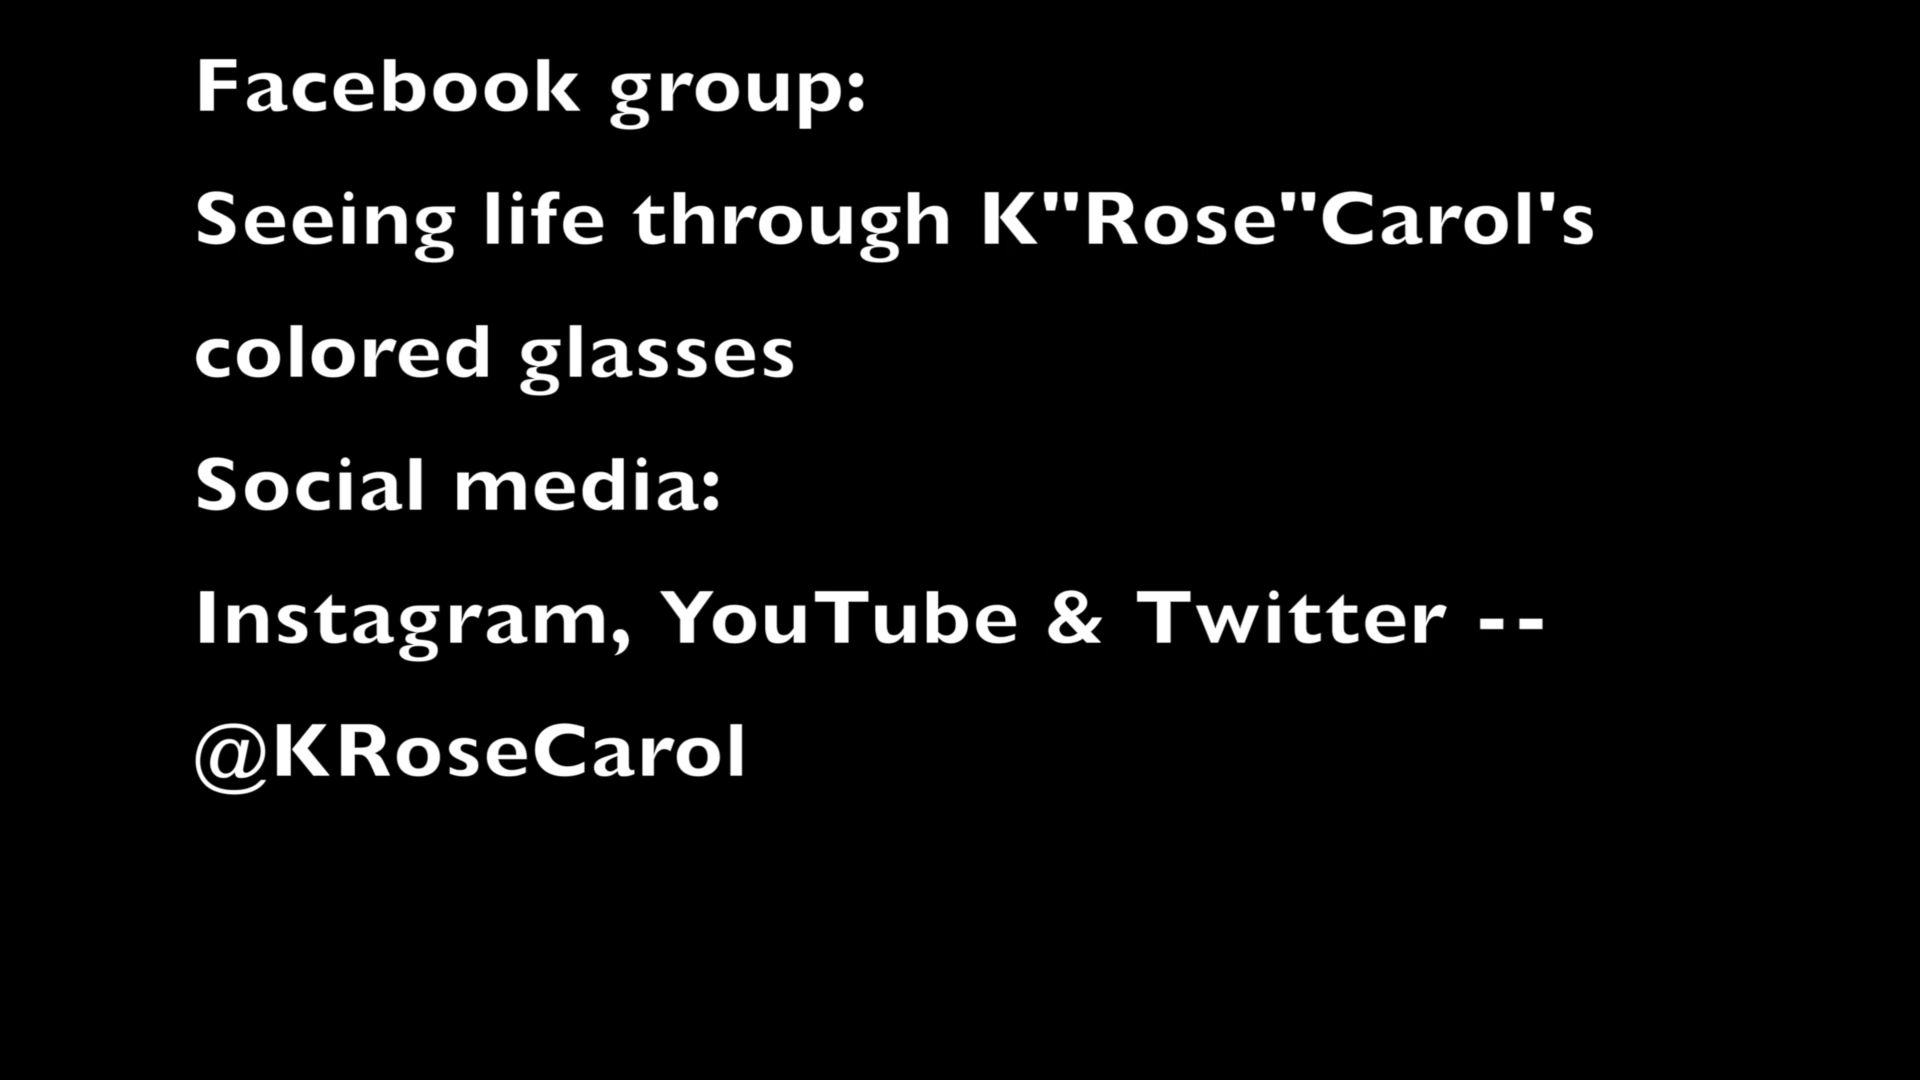 Facebook group:
Seeing life through K"Rose"Carol's
colored glasses
Social media:
Instagram, YouTube & Twitter --
@KRoseCarol